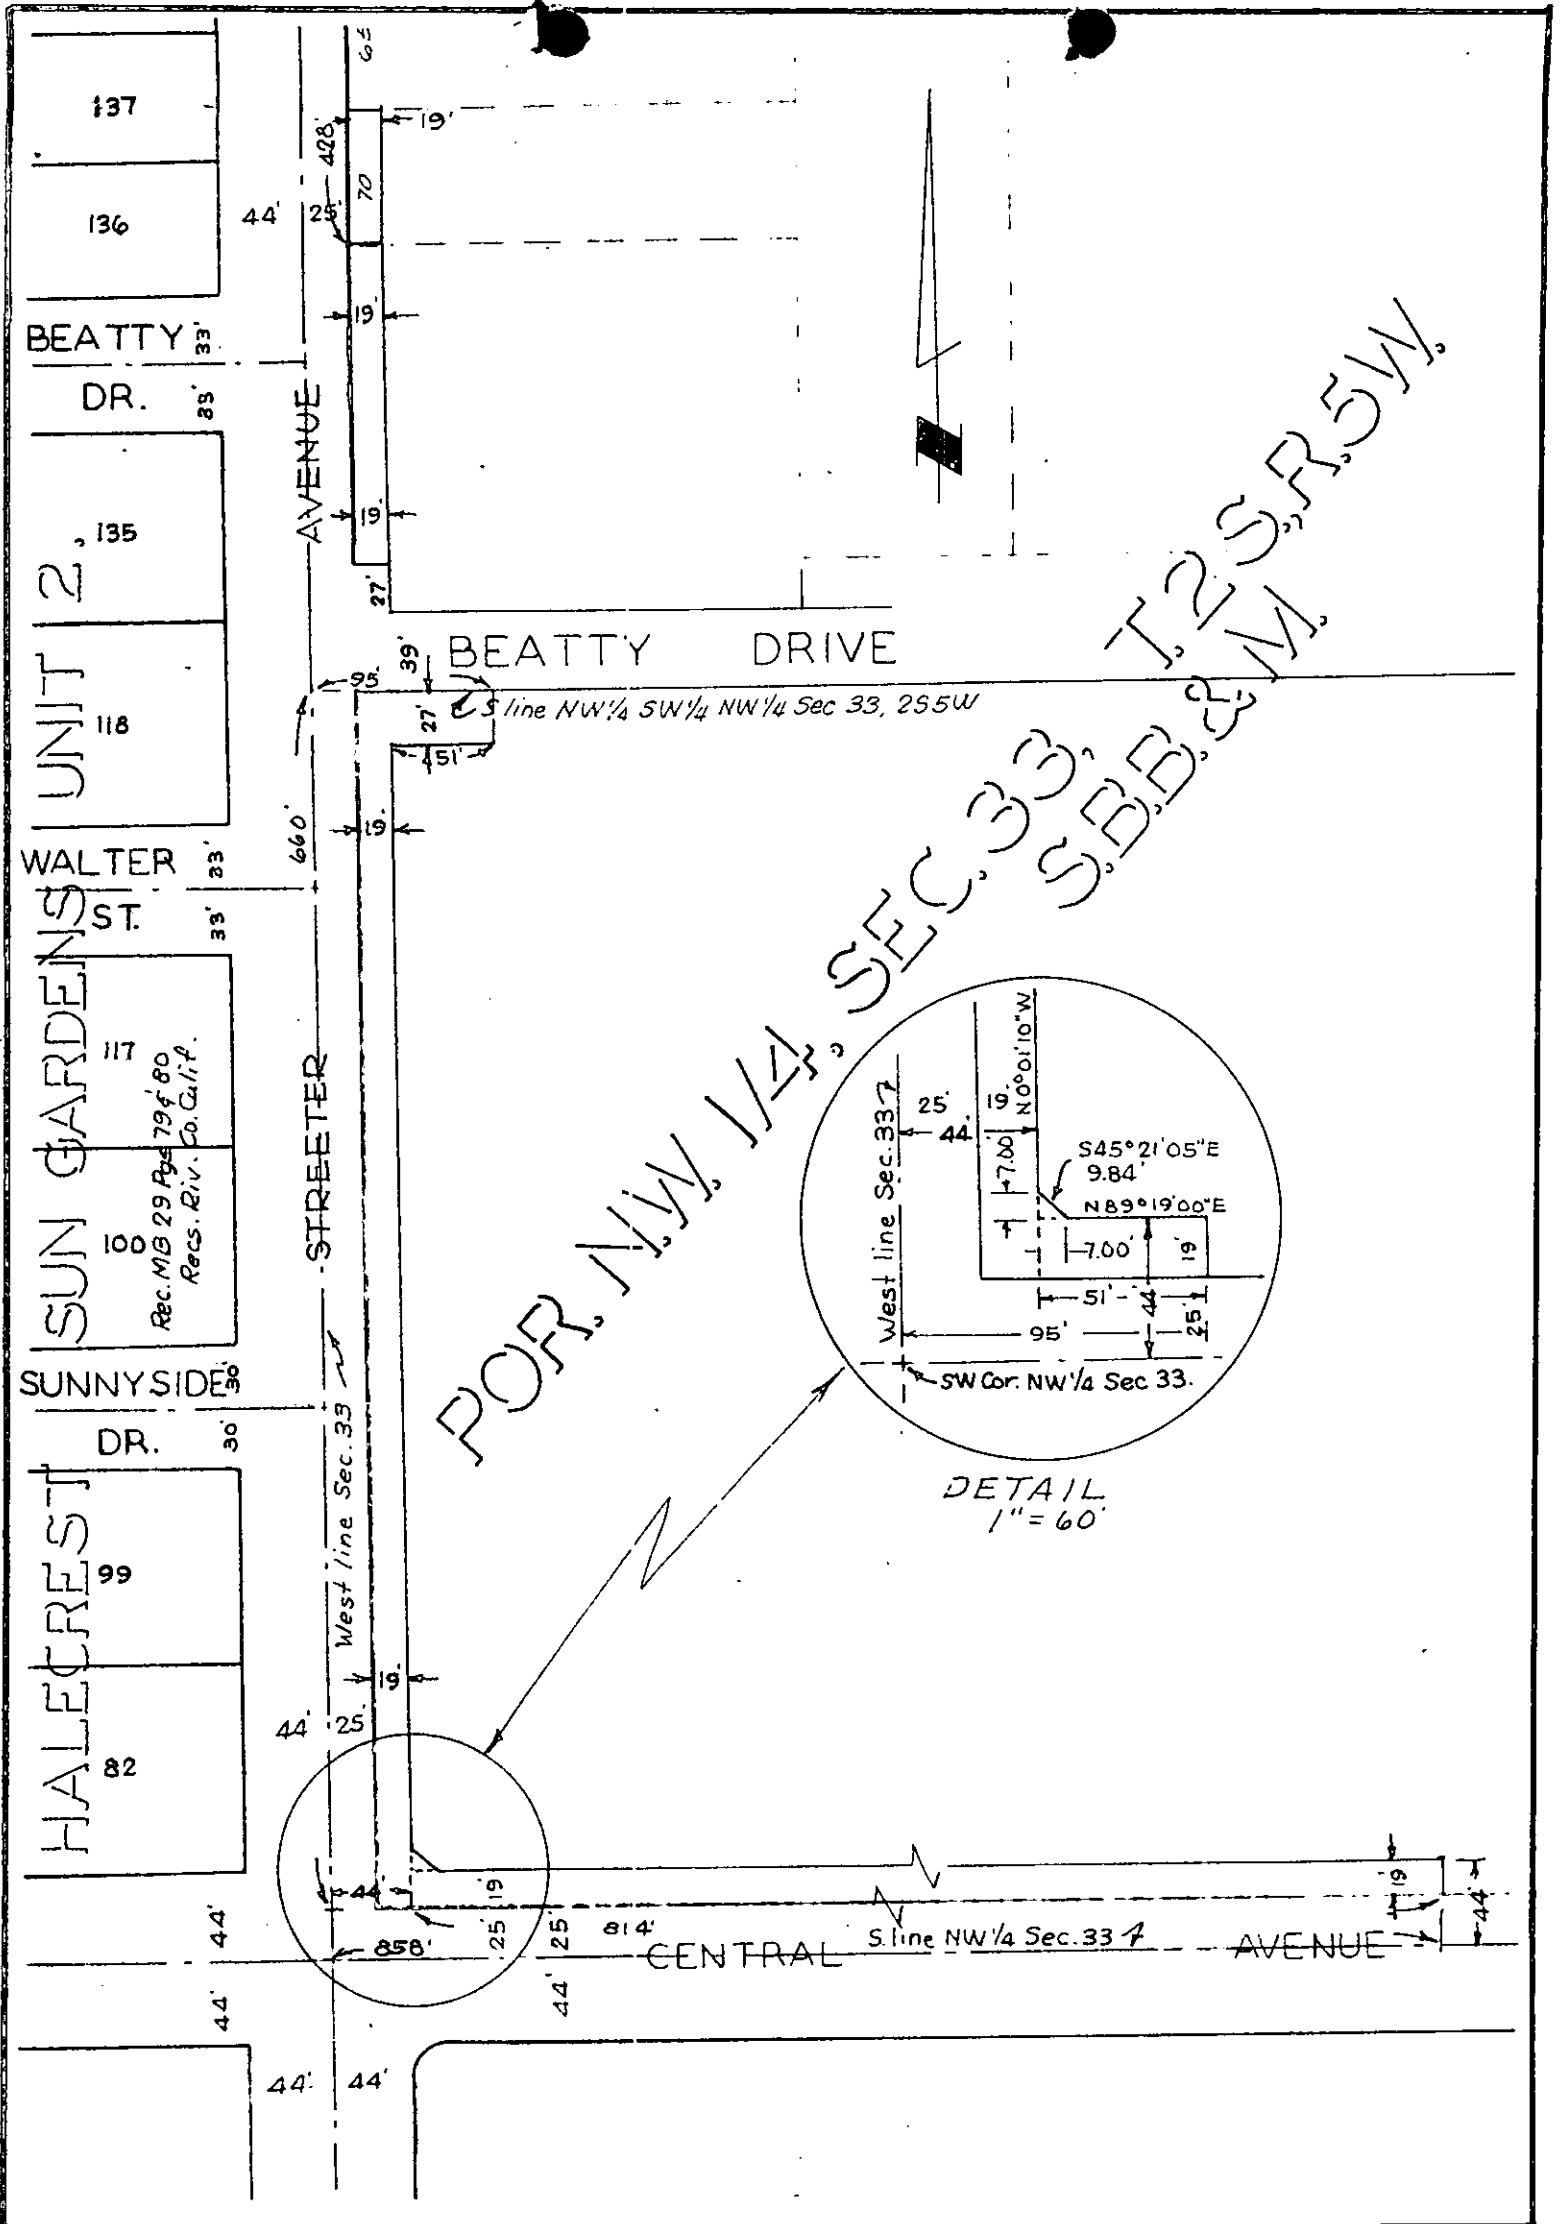 137
136
BEATTY
33'
DR.
33'
UNIT 2,
135
118
WALTER
33'
ST.
33'
SUN GARDENS
117
100
Rec. MB 29 Pgs 79 & 80
Recs. Riv. Co. Calif.
SUNNYSIDE
30'
DR.
30'
HALECREST
99
82
44'
25'
428'
65
70
19'
19'
19'
27'
AVENUE
STREETER
660'
95'
39'
27'
51'
19'
BEATTY DRIVE
S line NW 1/4 SW 1/4 NW 1/4 Sec 33, 2S5W
POR. N.W. 1/4, SEC. 33, T. 2 S., R. 5 W.
S.B.B. & M.
West line Sec. 33
19'
44'
25'
West line Sec. 33
25'
19'
44'
N0°01'10"W
7.00'
S45°21'05"E
9.84'
N89°19'00"E
7.00'
19'
51'
44'
25'
95'
SW Cor. NW 1/4 Sec 33.
DETAIL
1" = 60'
44'
44'
44'
858'
19'
25'
25'
44'
814'
S. line NW 1/4 Sec. 33
CENTRAL AVENUE
19'
44'
44'
44'